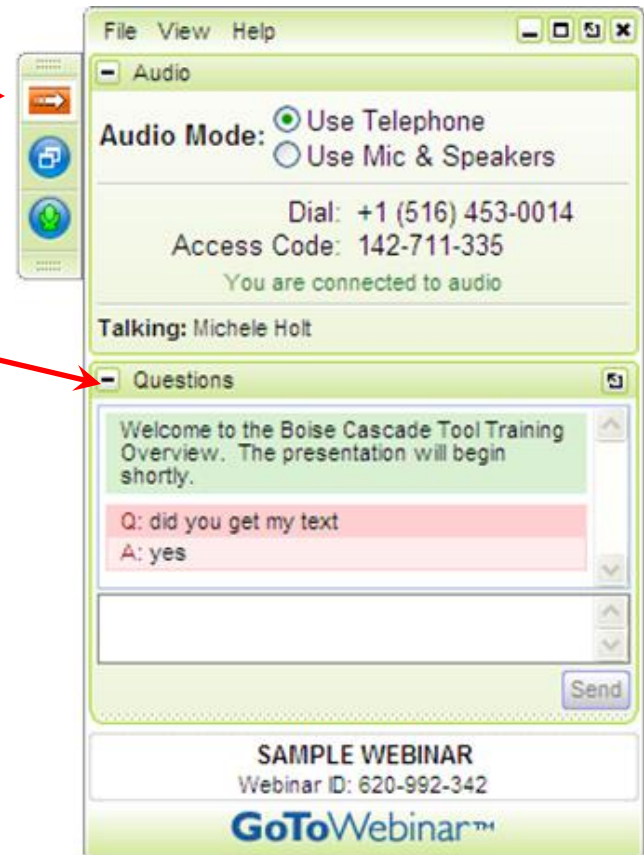 File View Help
Audio
Audio Mode: Use Telephone
Use Mic & Speakers
Dial: +1 (516) 453-0014
Access Code: 142-711-335
You are connected to audio
Talking: Michele Holt
Questions
Welcome to the Boise Cascade Tool Training
Overview. The presentation will begin
shortly.
Q: did you get my text
A: yes
Send
SAMPLE WEBINAR
Webinar ID: 620-992-342
GoToWebinar™